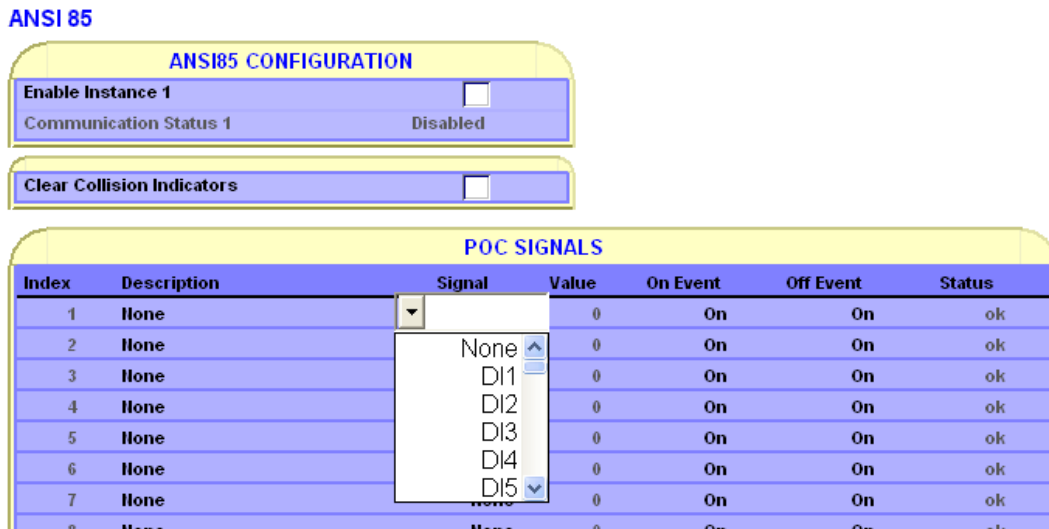 ANSI 85
ANSI85 CONFIGURATION
Enable Instance 1
Communication Status 1 Disabled
Clear Collision Indicators
POC SIGNALS
Index Description Signal Value On Event Off Event Status
1 None 0 On On ok
2 None None 0 On On ok
3 None DI1 0 On On ok
4 None DI2 0 On On ok
5 None DI3 0 On On ok
6 None DI4 0 On On ok
7 None DI5 0 On On ok